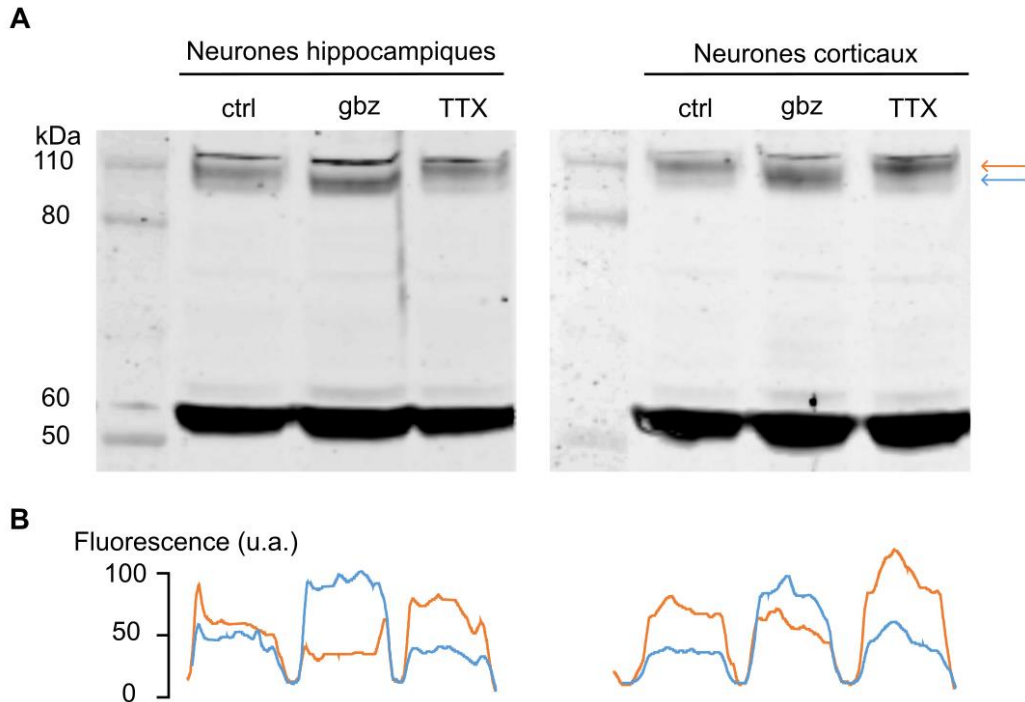 A
Neurones hippocampiques
Neurones corticaux
ctrl gbz TTX
ctrl gbz TTX
kDa
110
80
60
50
B
Fluorescence (u.a.)
100
50
0